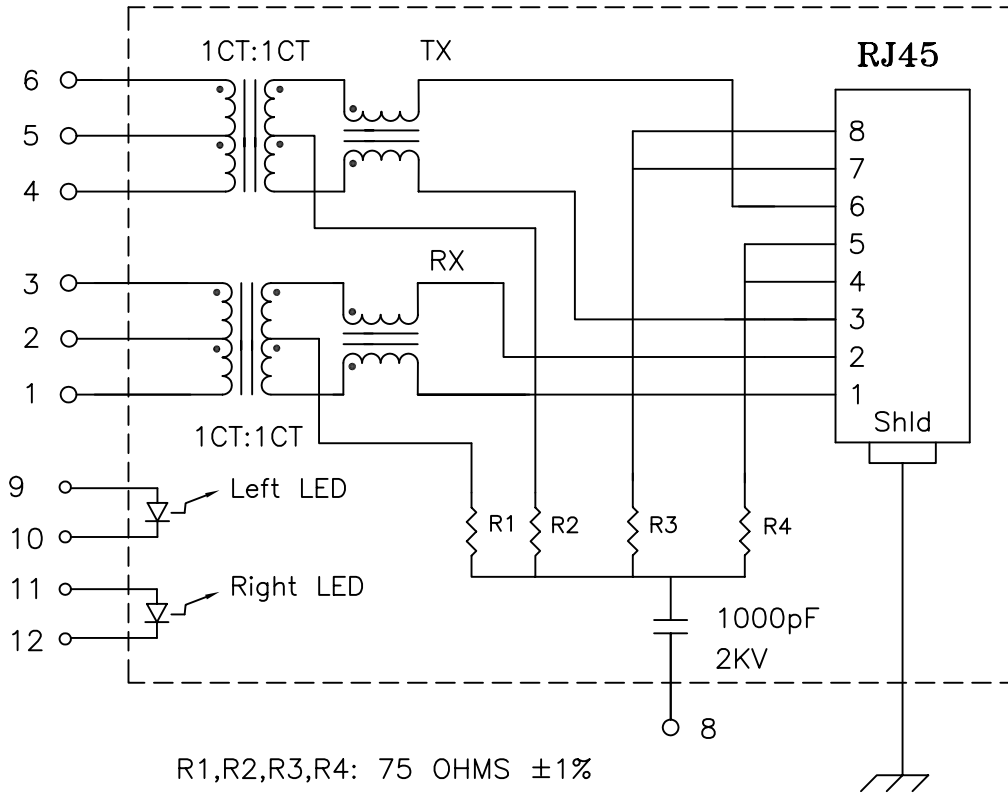 1CT:1CT
TX
RJ45
6
5
4
8
7
6
5
4
3
2
1
Shld
RX
3
2
1
1CT:1CT
9
Left LED
10
R1
R2
R3
R4
11
Right LED
12
1000pF
2KV
8
R1,R2,R3,R4: 75 OHMS ±1%